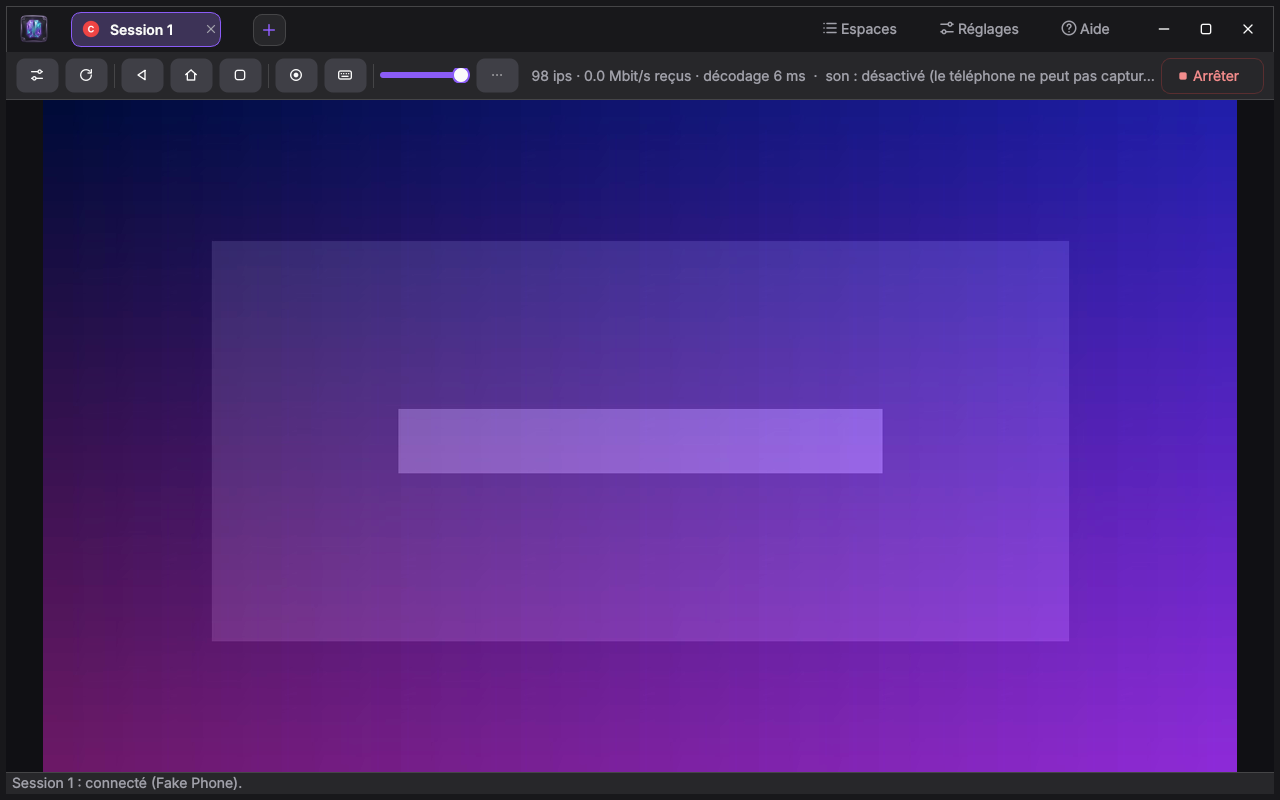 C Session 1
Espaces Réglages Aide
98 ips · 0.0 Mbit/s reçus · décodage 6 ms · son : désactivé (le téléphone ne peut pas captur... Arrêter
Session 1 : connecté (Fake Phone).